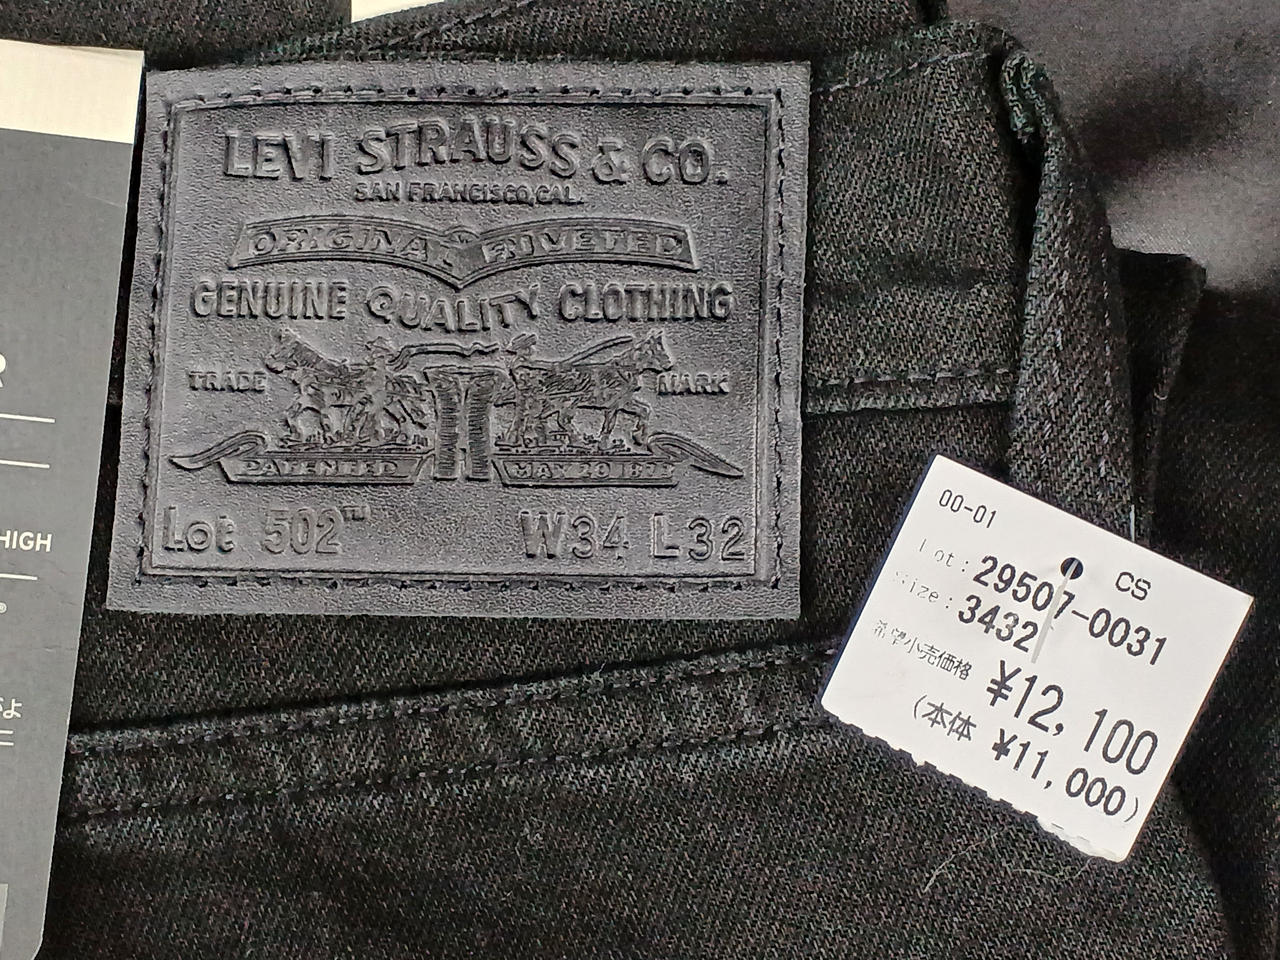 LEVI STRAUSS & CO.
SAN FRANCISCO, CAL.
ORIGINAL RIVETED
GENUINE QUALITY CLOTHING
TRADE MARK
PATENTED MAY 20 1873
Lot 502™ W34 L32
R
HIGH
®
よ
00-01
CS
Lot: 29507-0031
size: 3432
希望小売価格 ¥12,100
(本体 ¥11,000)